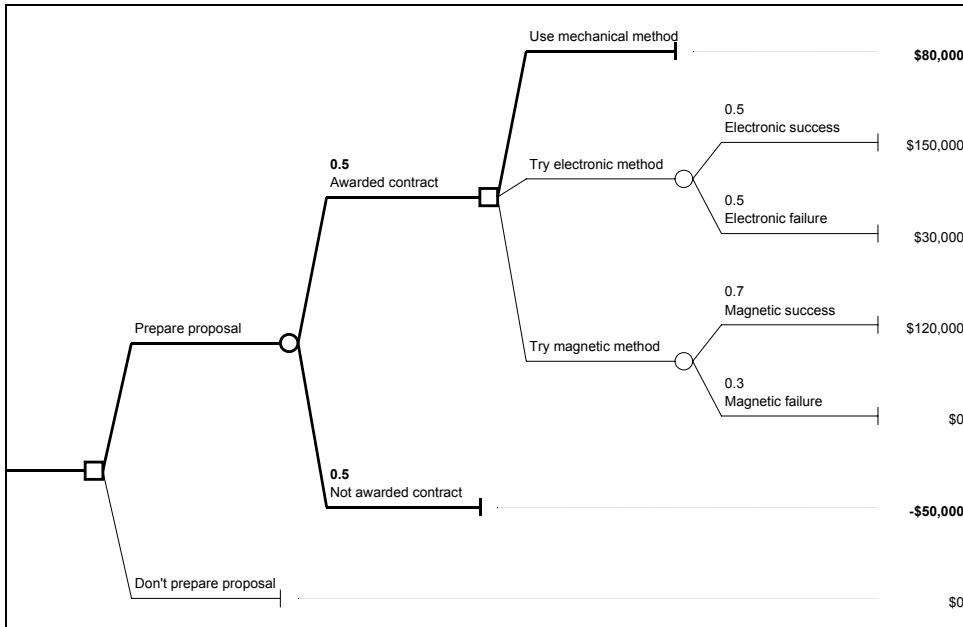 Use mechanical method
$80,000
0.5
Electronic success
$150,000
0.5
Awarded contract
Try electronic method
0.5
Electronic failure
$30,000
0.7
Magnetic success
$120,000
Prepare proposal
Try magnetic method
0.3
Magnetic failure
$0
0.5
Not awarded contract
-$50,000
Don't prepare proposal
$0